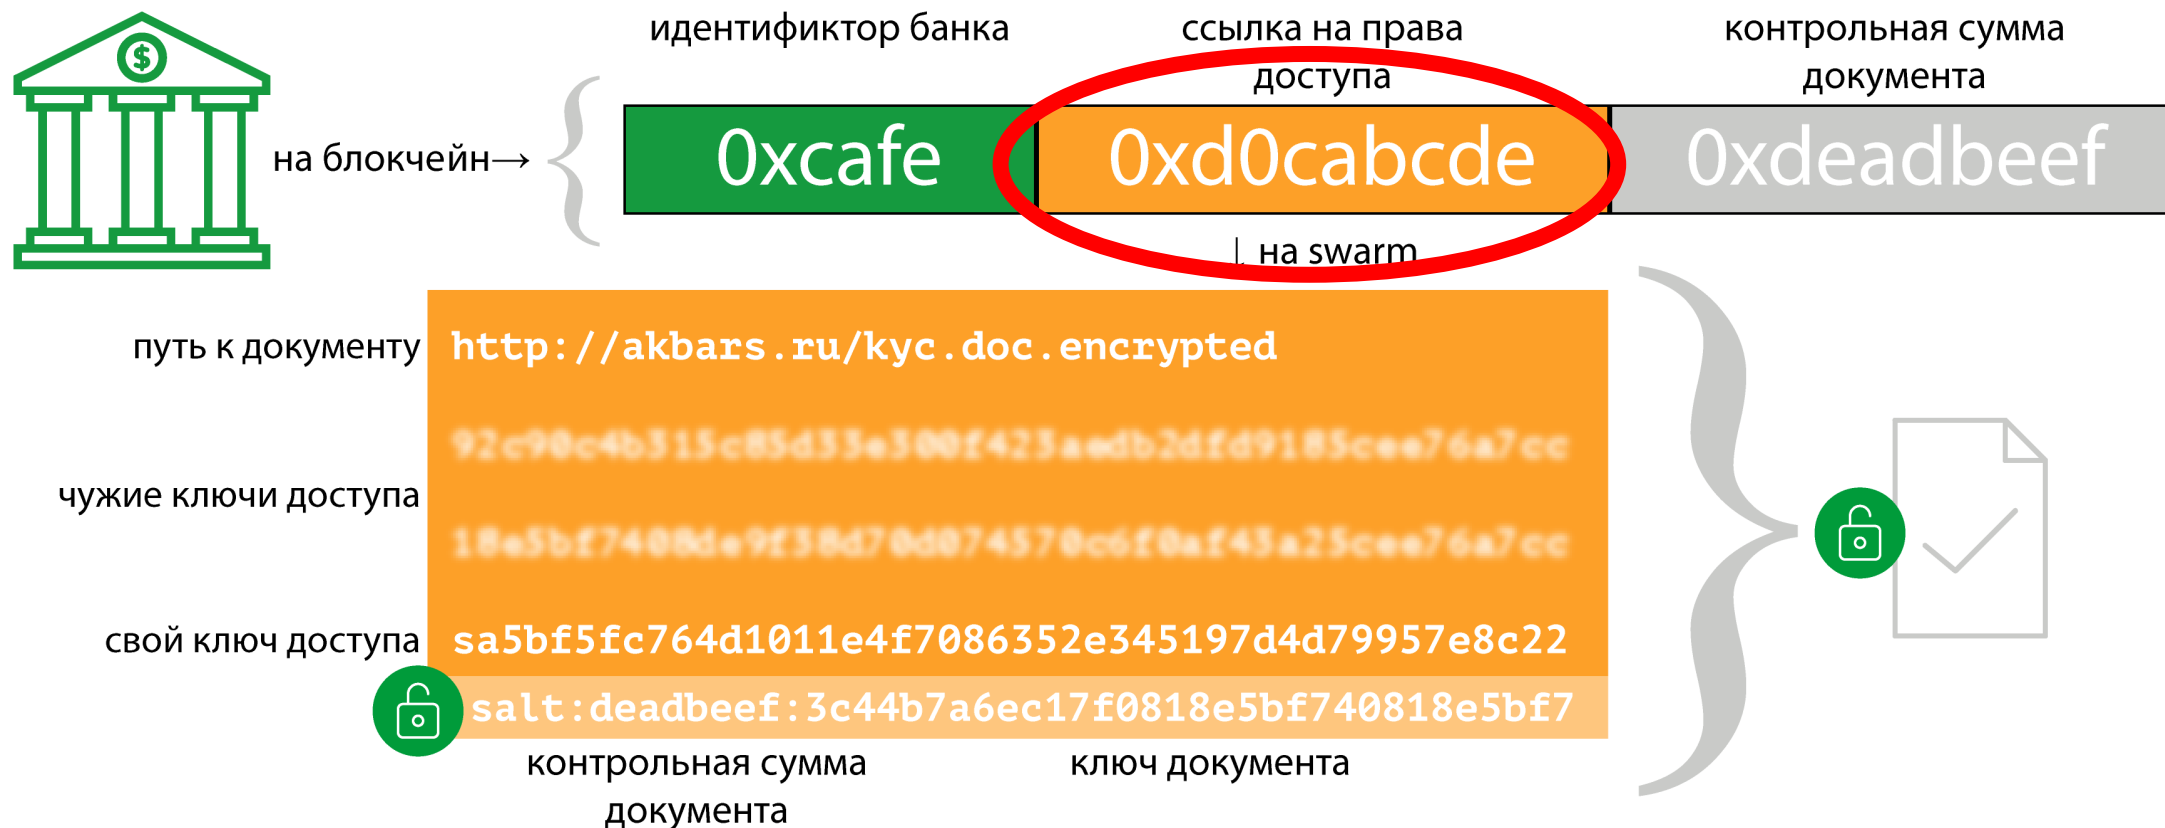 идентификтор банка
ссылка на права
доступа
контрольная сумма
документа
$
на блокчейн→
0xcafe
0xd0cabcde
0xdeadbeef
↓ на swarm
путь к документу
http://akbars.ru/kyc.doc.encrypted
92c90c4b315c85d33e300f423aedb2dfd9185cee76a7cc
чужие ключи доступа
18e5bf7408de9f38d70d074570c6f0af43a25cee76a7cc
свой ключ доступа
sa5bf5fc764d1011e4f7086352e345197d4d79957e8c22
salt:deadbeef:3c44b7a6ec17f0818e5bf740818e5bf7
контрольная сумма
документа
ключ документа